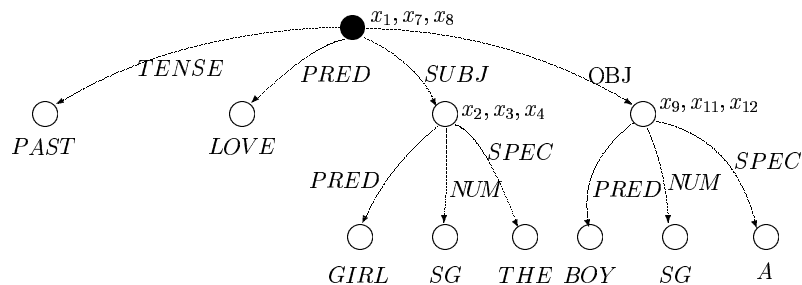 x₁, x₇, x₈
TENSE PRED SUBJ OBJ
x₂, x₃, x₄ x₉, x₁₁, x₁₂
PAST LOVE
PRED NUM SPEC PRED NUM SPEC
GIRL SG THE BOY SG A